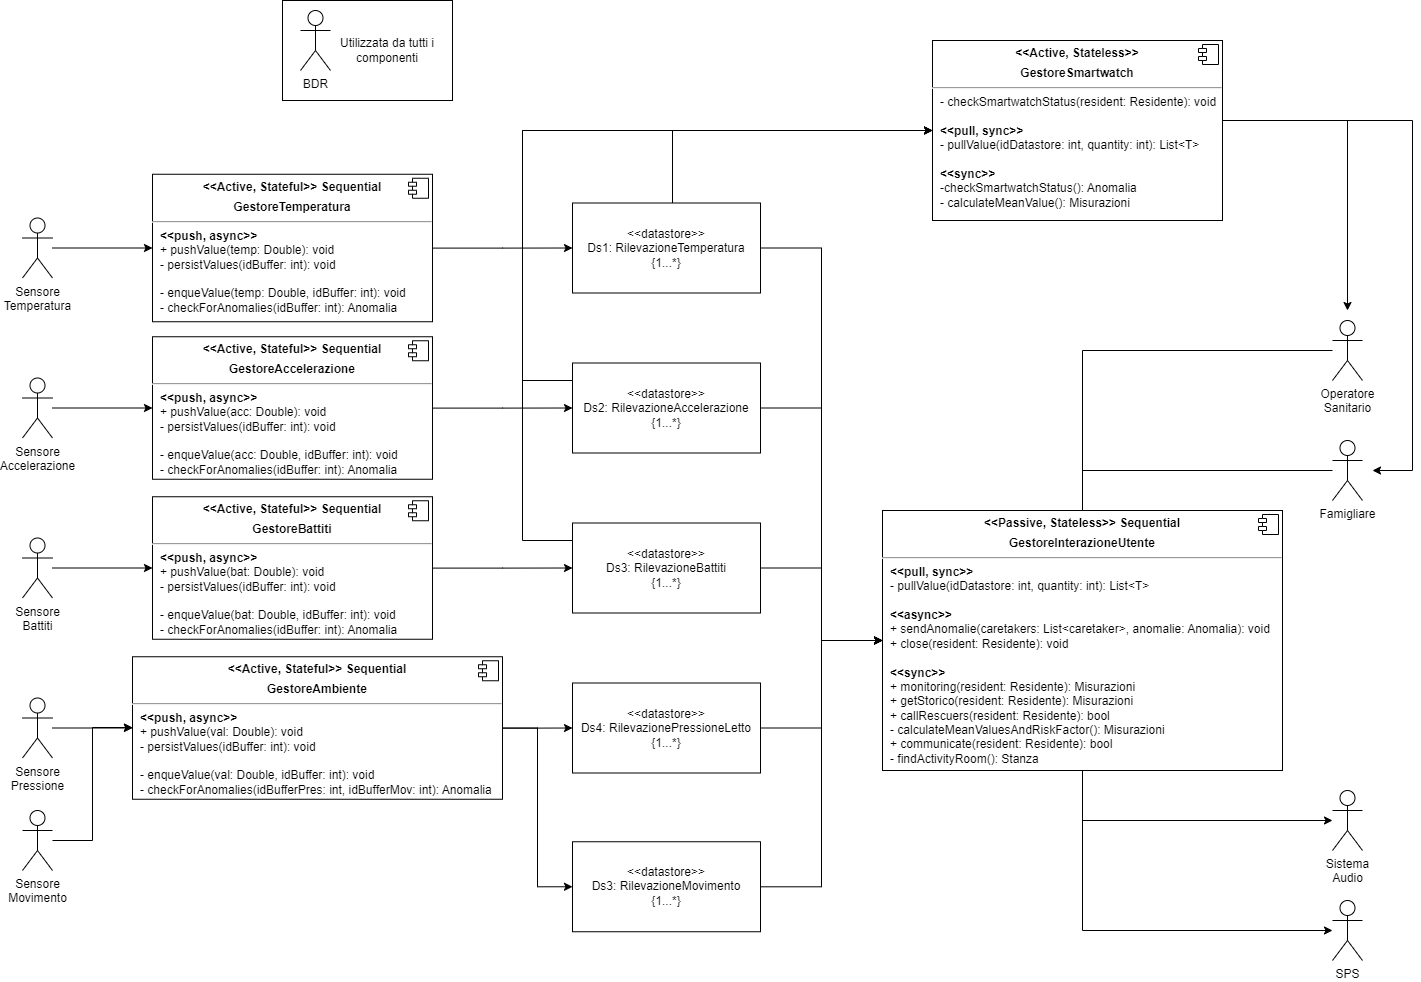 BDR
Utilizzata da tutti i
componenti
<<Active, Stateless>>
GestoreSmartwatch
- checkSmartwatchStatus(resident: Residente): void
<<pull, sync>>
- pullValue(idDatastore: int, quantity: int): List<T>
<<sync>>
-checkSmartwatchStatus(): Anomalia
- calculateMeanValue(): Misurazioni
Sensore
Temperatura
<<Active, Stateful>> Sequential
GestoreTemperatura
<<push, async>>
+ pushValue(temp: Double): void
- persistValues(idBuffer: int): void
- enqueValue(temp: Double, idBuffer: int): void
- checkForAnomalies(idBuffer: int): Anomalia
<<datastore>>
Ds1: RilevazioneTemperatura
{1...*}
Sensore
Accelerazione
<<Active, Stateful>> Sequential
GestoreAccelerazione
<<push, async>>
+ pushValue(acc: Double): void
- persistValues(idBuffer: int): void
- enqueValue(acc: Double, idBuffer: int): void
- checkForAnomalies(idBuffer: int): Anomalia
<<datastore>>
Ds2: RilevazioneAccelerazione
{1...*}
Operatore
Sanitario
Famigliare
Sensore
Battiti
<<Active, Stateful>> Sequential
GestoreBattiti
<<push, async>>
+ pushValue(bat: Double): void
- persistValues(idBuffer: int): void
- enqueValue(bat: Double, idBuffer: int): void
- checkForAnomalies(idBuffer: int): Anomalia
<<datastore>>
Ds3: RilevazioneBattiti
{1...*}
<<Passive, Stateless>> Sequential
GestoreInterazioneUtente
<<pull, sync>>
- pullValue(idDatastore: int, quantity: int): List<T>
<<async>>
+ sendAnomalie(caretakers: List<caretaker>, anomalie: Anomalia): void
+ close(resident: Residente): void
<<sync>>
+ monitoring(resident: Residente): Misurazioni
+ getStorico(resident: Residente): Misurazioni
+ callRescuers(resident: Residente): bool
- calculateMeanValuesAndRiskFactor(): Misurazioni
+ communicate(resident: Residente): bool
- findActivityRoom(): Stanza
Sensore
Pressione
Sensore
Movimento
<<Active, Stateful>> Sequential
GestoreAmbiente
<<push, async>>
+ pushValue(val: Double): void
- persistValues(idBuffer: int): void
- enqueValue(val: Double, idBuffer: int): void
- checkForAnomalies(idBufferPres: int, idBufferMov: int): Anomalia
<<datastore>>
Ds4: RilevazionePressioneLetto
{1...*}
<<datastore>>
Ds3: RilevazioneMovimento
{1...*}
Sistema
Audio
SPS